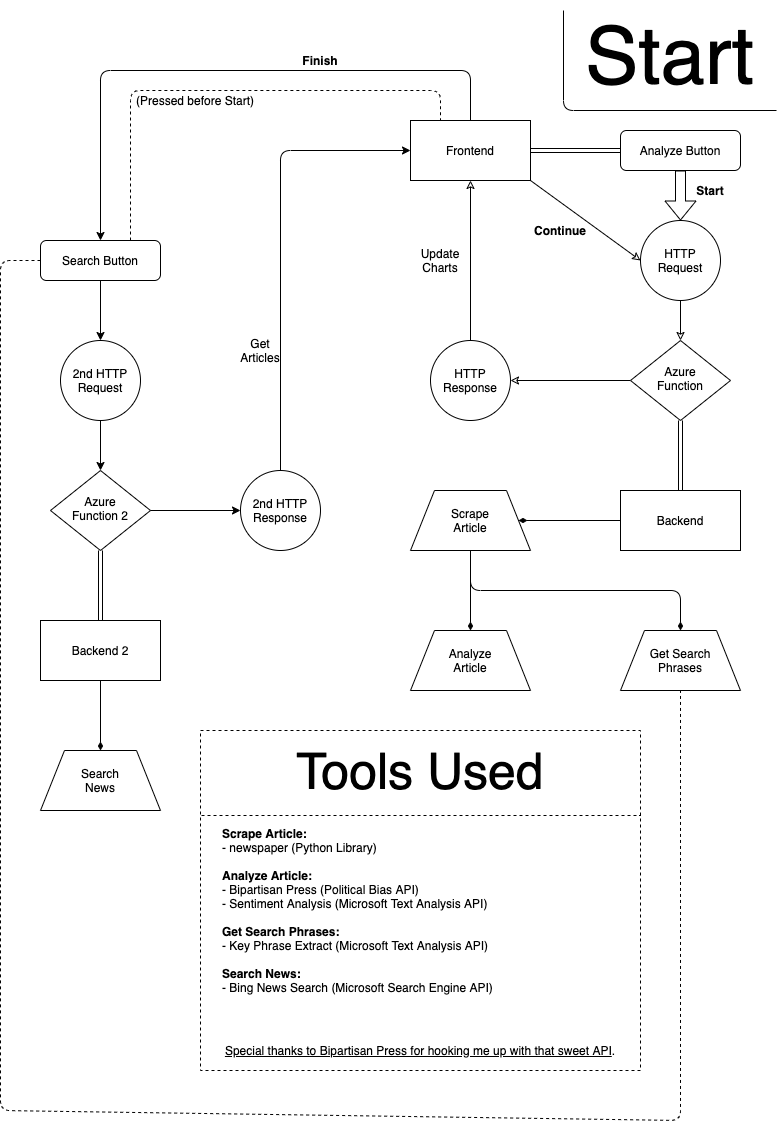 Start
Finish
(Pressed before Start)
Frontend
Analyze Button
Start
Continue
HTTP
Request
Update
Charts
Search Button
Get
Articles
2nd HTTP
Request
HTTP
Response
Azure
Function
Azure
Function 2
2nd HTTP
Response
Scrape
Article
Backend
Backend 2
Analyze
Article
Get Search
Phrases
Search
News
Tools Used
Scrape Article:
- newspaper (Python Library)
Analyze Article:
- Bipartisan Press (Political Bias API)
- Sentiment Analysis (Microsoft Text Analysis API)
Get Search Phrases:
- Key Phrase Extract (Microsoft Text Analysis API)
Search News:
- Bing News Search (Microsoft Search Engine API)
Special thanks to Bipartisan Press for hooking me up with that sweet API.